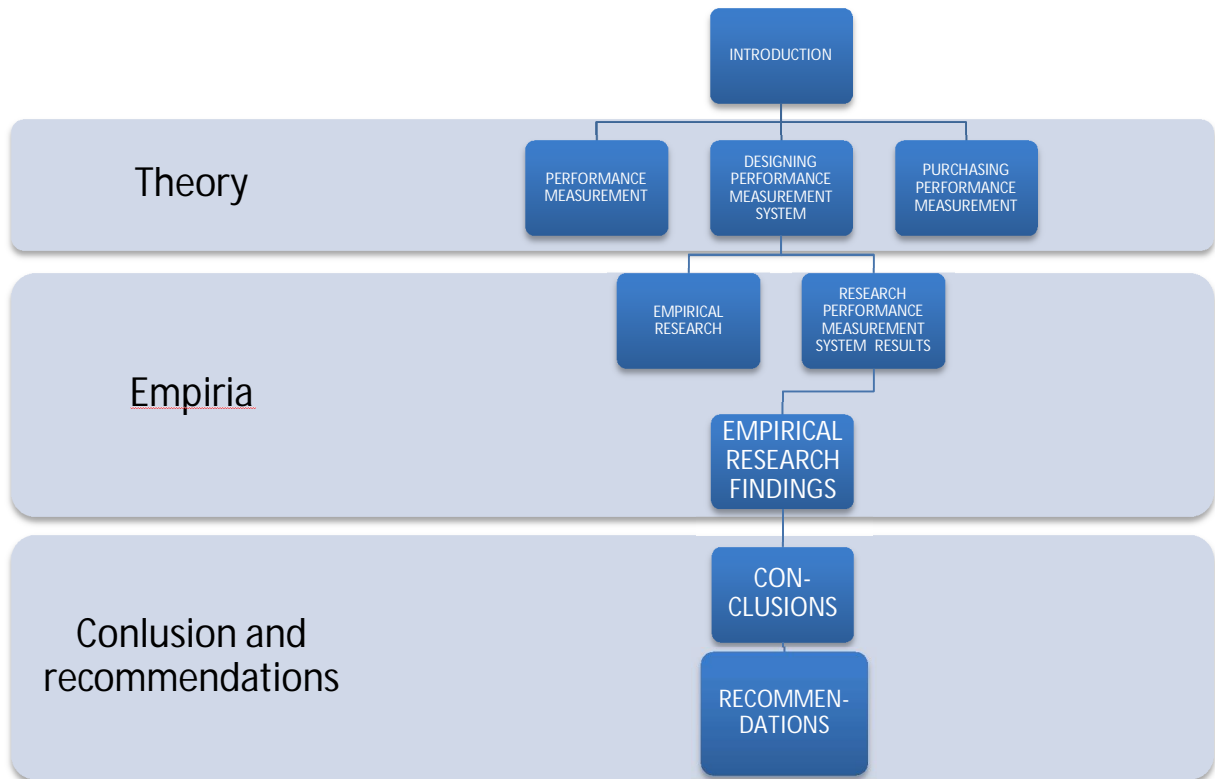 INTRODUCTION
Theory
PERFORMANCE
MEASUREMENT
DESIGNING
PERFORMANCE
MEASUREMENT
SYSTEM
PURCHASING
PERFORMANCE
MEASUREMENT
Empiria
EMPIRICAL
RESEARCH
RESEARCH
PERFORMANCE
MEASUREMENT
SYSTEM RESULTS
EMPIRICAL
RESEARCH
FINDINGS
Conlusion and
recommendations
CON-
CLUSIONS
RECOMMEN-
DATIONS